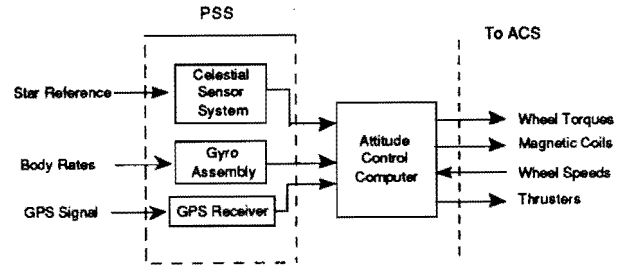 PSS
To ACS
Star Reference
Celestial
Sensor
System
Body Rates
Gyro
Assembly
GPS Signal
GPS Receiver
Attitude
Control
Computer
Wheel Torques
Magnetic Coils
Wheel Speeds
Thrusters